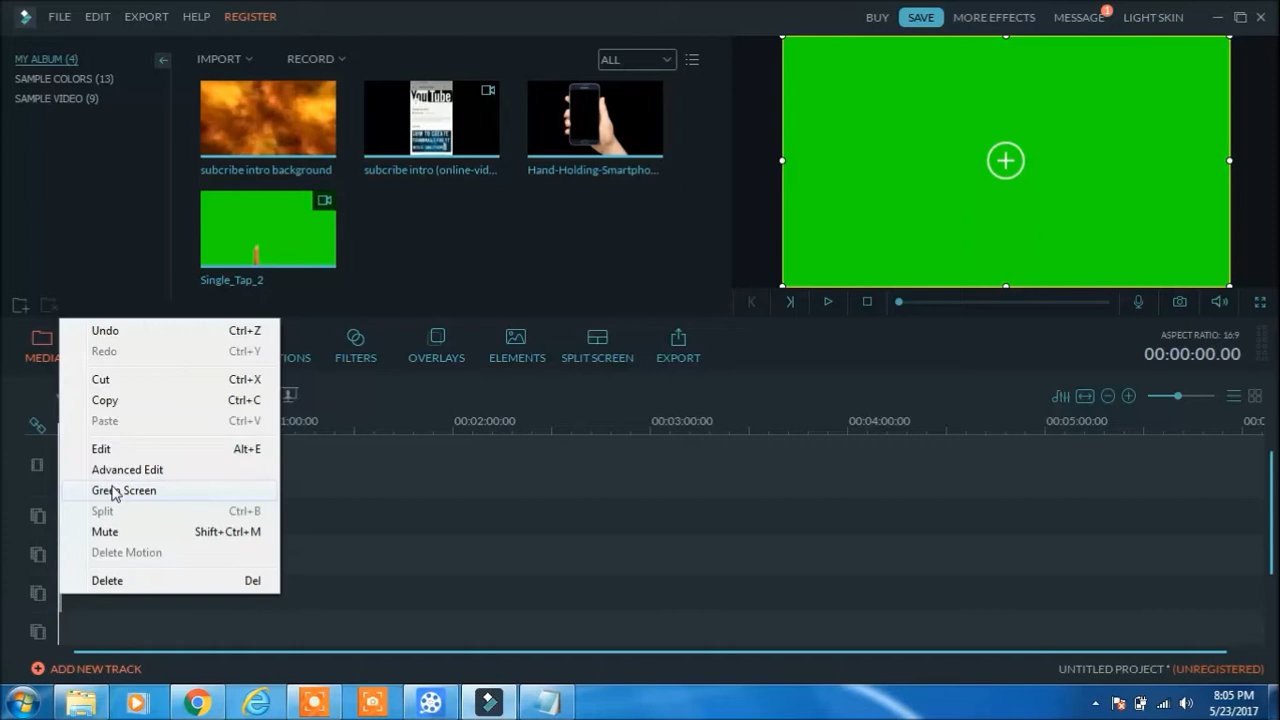 FILE EDIT EXPORT HELP REGISTER BUY SAVE MORE EFFECTS MESSAGE 1 LIGHT SKIN
MY ALBUM (4)
SAMPLE COLORS (13)
SAMPLE VIDEO (9)
IMPORT RECORD ALL
YouTube
subcribe intro background subcribe intro (online-vid... Hand-Holding-Smartpho...
Single_Tap_2
MEDIA IONS FILTERS OVERLAYS ELEMENTS SPLIT SCREEN EXPORT
ASPECT RATIO: 16:9
00:00:00.00
Undo Ctrl+Z
Redo Ctrl+Y
Cut Ctrl+X
Copy Ctrl+C
Paste Ctrl+V
Edit Alt+E
Advanced Edit
Green Screen
Split Ctrl+B
Mute Shift+Ctrl+M
Delete Motion
Delete Del
1:00:00 00:02:00:00 00:03:00:00 00:04:00:00 00:05:00:00 00:0
ADD NEW TRACK UNTITLED PROJECT * (UNREGISTERED)
8:05 PM
5/23/2017